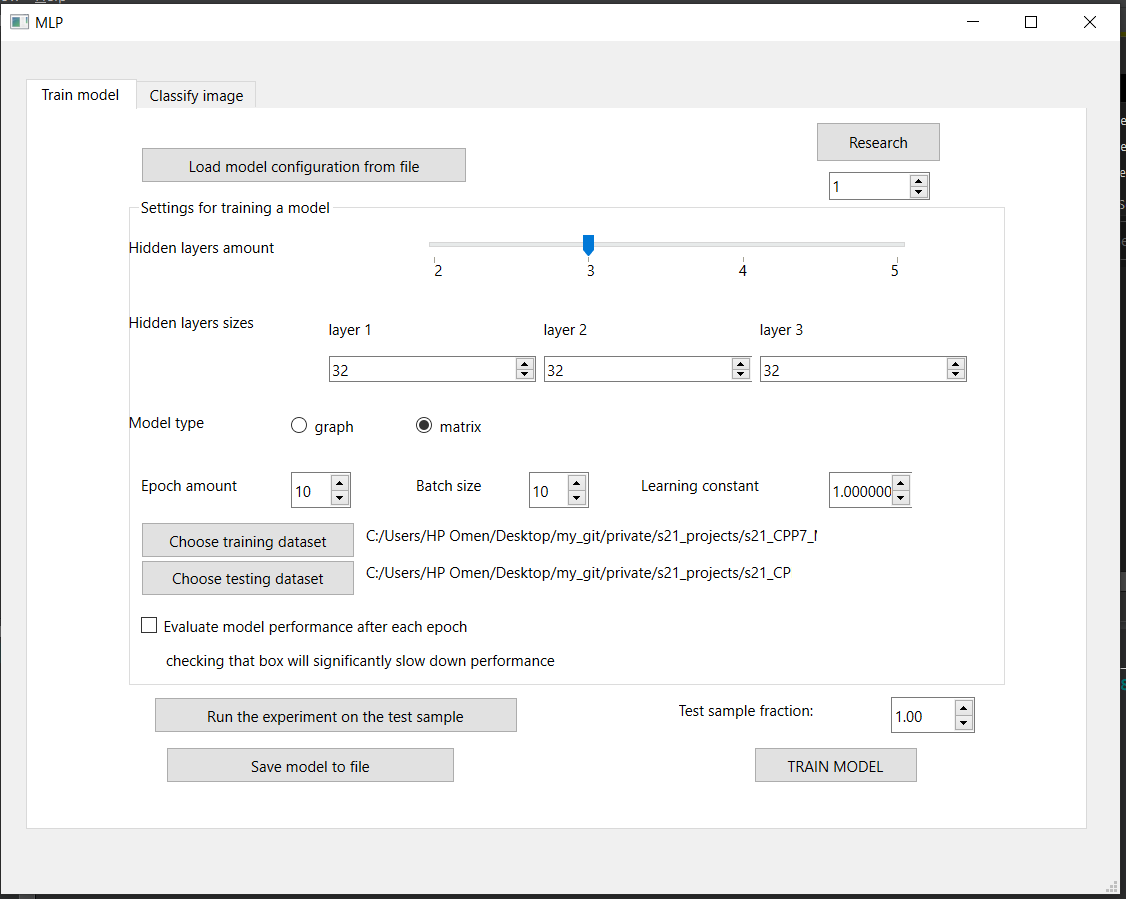 MLP
Train model
Classify image
Research
Load model configuration from file
1
Settings for training a model
Hidden layers amount
2 3 4 5
Hidden layers sizes
layer 1 layer 2 layer 3
32 32 32
Model type
graph
matrix
Epoch amount 10 Batch size 10 Learning constant 1.000000
Choose training dataset C:/Users/HP Omen/Desktop/my_git/private/s21_projects/s21_CPP7_
Choose testing dataset C:/Users/HP Omen/Desktop/my_git/private/s21_projects/s21_CP
Evaluate model performance after each epoch
checking that box will significantly slow down performance
Run the experiment on the test sample
Test sample fraction: 1.00
Save model to file
TRAIN MODEL